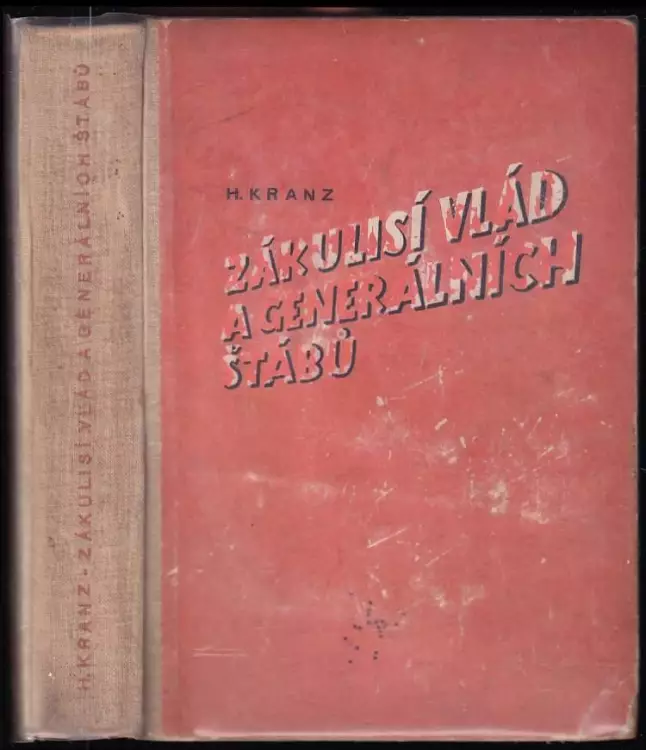 H. KRANZ - ZÁKULISÍ VLÁD A GENERÁLNÍCH ŠTÁBŮ
H. KRANZ
ZÁKULISÍ VLÁD
A GENERÁLNÍCH
ŠTÁBŮ